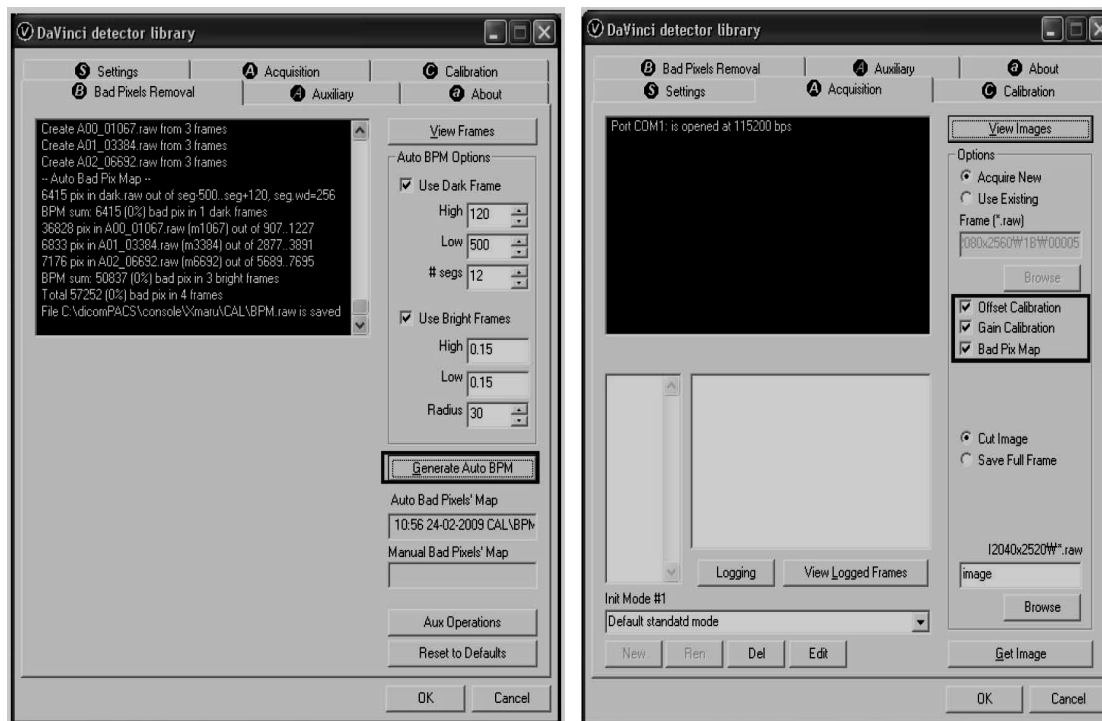 DaVinci detector library
Settings
Acquisition
Calibration
Bad Pixels Removal
Auxiliary
About
Create A00_01067.raw from 3 frames
Create A01_03384.raw from 3 frames
Create A02_06692.raw from 3 frames
-- Auto Bad Pix Map --
6415 pix in dark.raw out of seg-500..seg+120, seg.wd=256
BPM sum: 6415 (0%) bad pix in 1 dark frames
36828 pix in A00_01067.raw (m1067) out of 907..1227
6833 pix in A01_03384.raw (m3384) out of 2877..3891
7176 pix in A02_06692.raw (m6692) out of 5689..7695
BPM sum: 50837 (0%) bad pix in 3 bright frames
Total 57252 (0%) bad pix in 4 frames
File C:\dicomPACS\console\Xmaru\CAL\BPM.raw is saved
View Frames
Auto BPM Options
Use Dark Frame
High 120
Low 500
# segs 12
Use Bright Frames
High 0.15
Low 0.15
Radius 30
Generate Auto BPM
Auto Bad Pixels' Map
10:56 24-02-2009 CAL\BPM
Manual Bad Pixels' Map
Aux Operations
Reset to Defaults
OK
Cancel
DaVinci detector library
Bad Pixels Removal
Auxiliary
About
Settings
Acquisition
Calibration
Port COM1: is opened at 115200 bps
View Images
Options
Acquire New
Use Existing
Frame (*.raw)
2080x2560₩1B₩00005
Browse
Offset Calibration
Gain Calibration
Bad Pix Map
Cut Image
Save Full Frame
I2040x2520₩*.raw
image
Browse
Logging
View Logged Frames
Init Mode #1
Default standatd mode
New
Ren
Del
Edit
Get Image
OK
Cancel